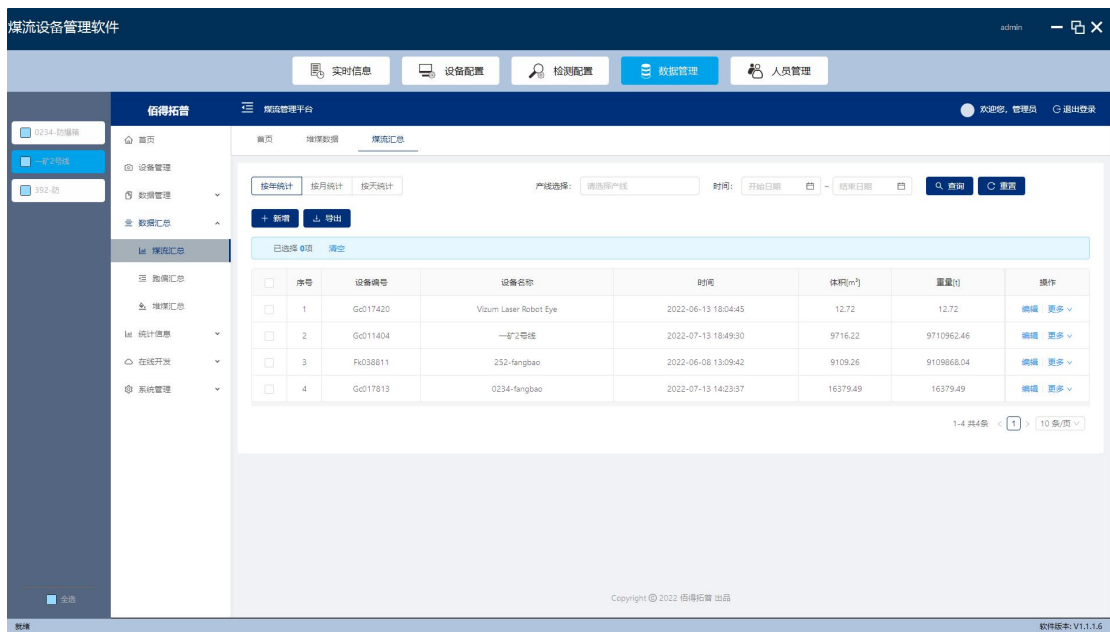 煤流设备管理软件
admin
实时信息 设备配置 检测配置 数据管理 人员管理
佰得拓普 煤流管理平台 欢迎您, 管理员 退出登录
0234-防爆箱
一矿2号线
392-防
首页
设备管理
数据管理
数据汇总
煤流汇总
跑偏汇总
堆煤汇总
统计信息
在线开发
系统管理
首页 堆煤数据 煤流汇总
按年统计 按月统计 按天统计 产线选择: 请选择产线 时间: 开始日期 - 结束日期 查询 重置
+ 新增 导出
已选择 0项 清空
序号 设备编号 设备名称 时间 体积[m³] 重量[t] 操作
1 Gc017420 Vizum Laser Robot Eye 2022-06-13 18:04:45 12.72 12.72 编辑 更多
2 Gc011404 一矿2号线 2022-07-13 18:49:30 9716.22 9710962.46 编辑 更多
3 Fk038811 252-fangbao 2022-06-08 13:09:42 9109.26 9109868.04 编辑 更多
4 Gc017813 0234-fangbao 2022-07-13 14:23:37 16379.49 16379.49 编辑 更多
1-4 共4条 < 1 > 10 条/页
全选
Copyright © 2022 佰得拓普 出品
就绪 软件版本: V1.1.1.6